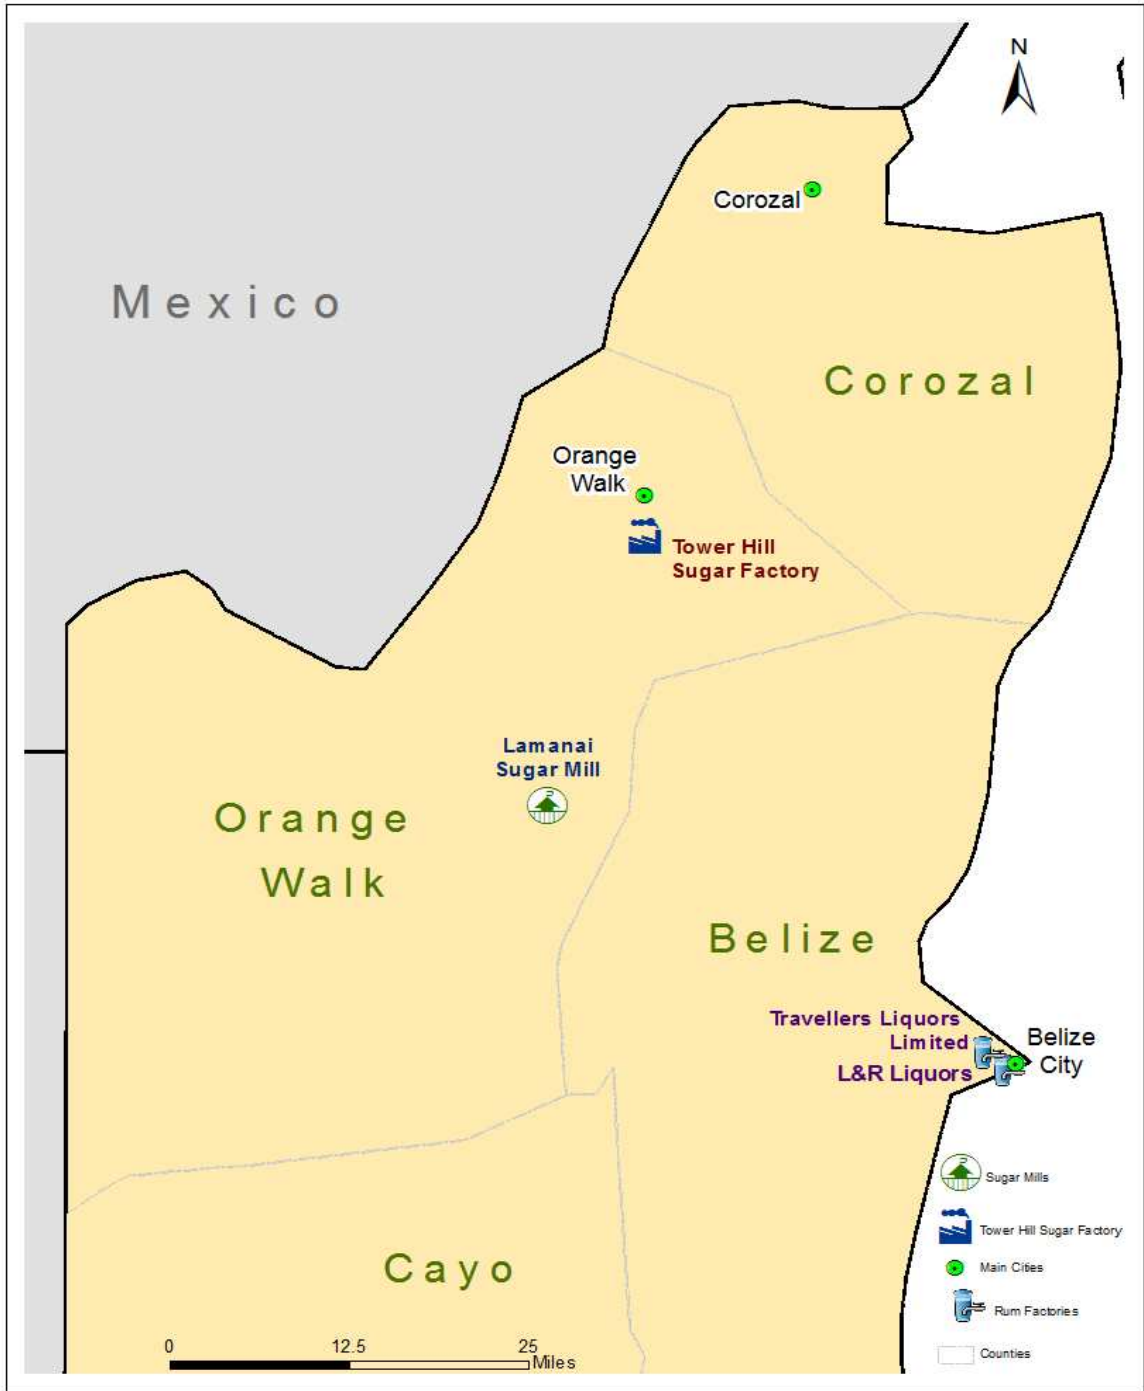 N
Corozal
Mexico
Corozal
Orange
Walk
Tower Hill
Sugar Factory
Lamanai
Sugar Mill
Orange
Walk
Belize
Travellers Liquors
Limited
Belize
City
L&R Liquors
Sugar Mills
Tower Hill Sugar Factory
Main Cities
Rum Factories
Counties
Cayo
0 12.5 25
Miles